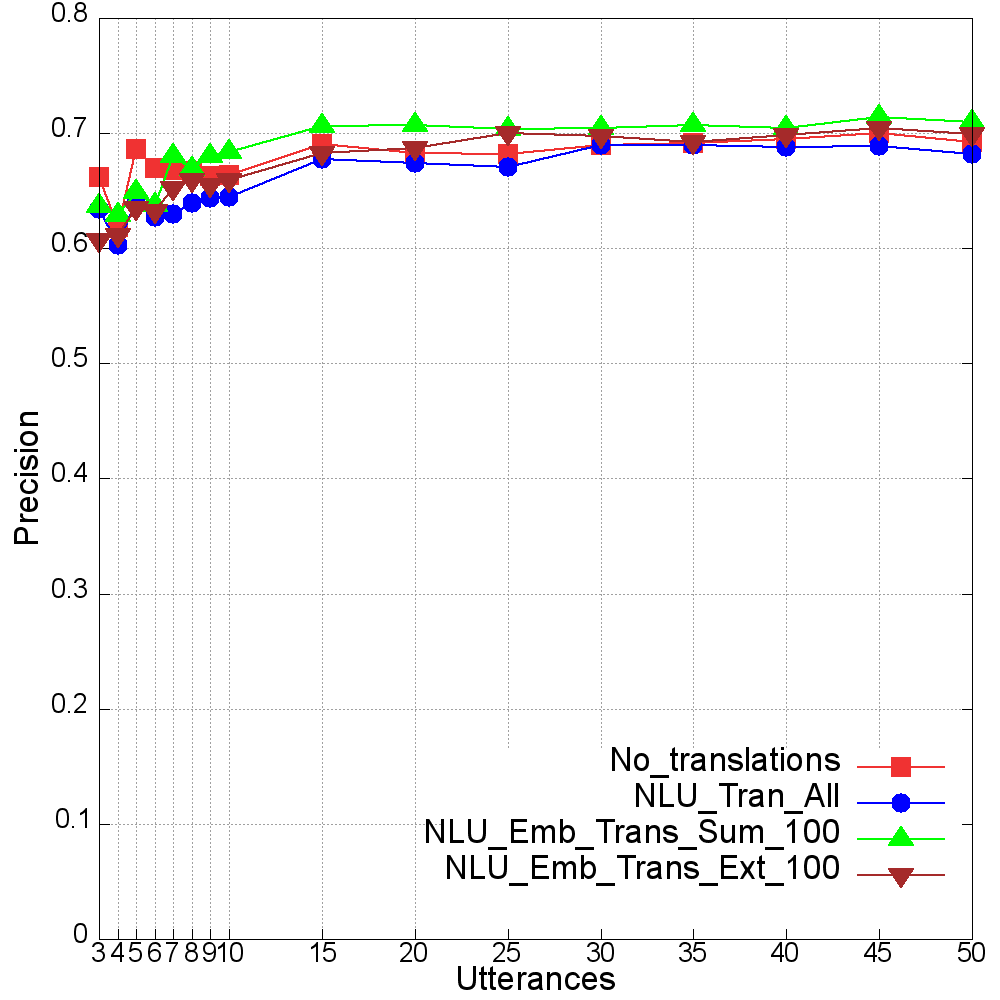 0.8
0.7
0.6
0.5
0.4
0.3
0.2
0.1
0
Precision
No_translations
NLU_Tran_All
NLU_Emb_Trans_Sum_100
NLU_Emb_Trans_Ext_100
3 4 5 6 7 8 9 10 15 20 25 30 35 40 45 50
Utterances